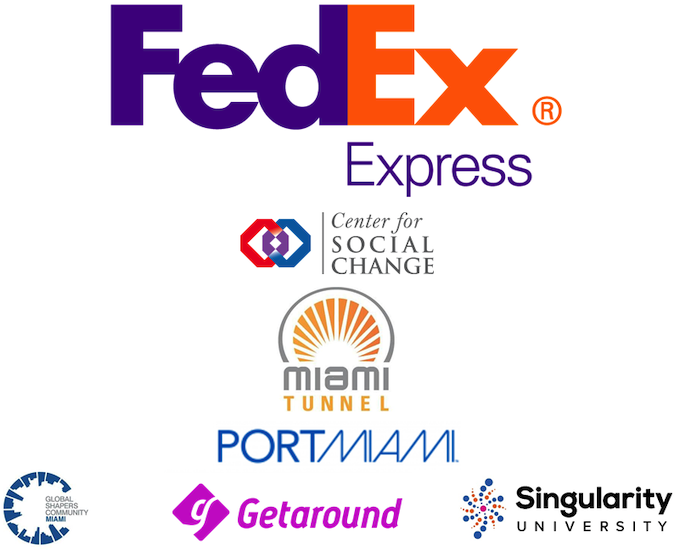 FedEx ®
Express
Center for
SOCIAL
CHANGE
miami
TUNNEL
PORTMIAMI
GLOBAL
SHAPERS
COMMUNITY
MIAMI
g Getaround
Singularity
UNIVERSITY